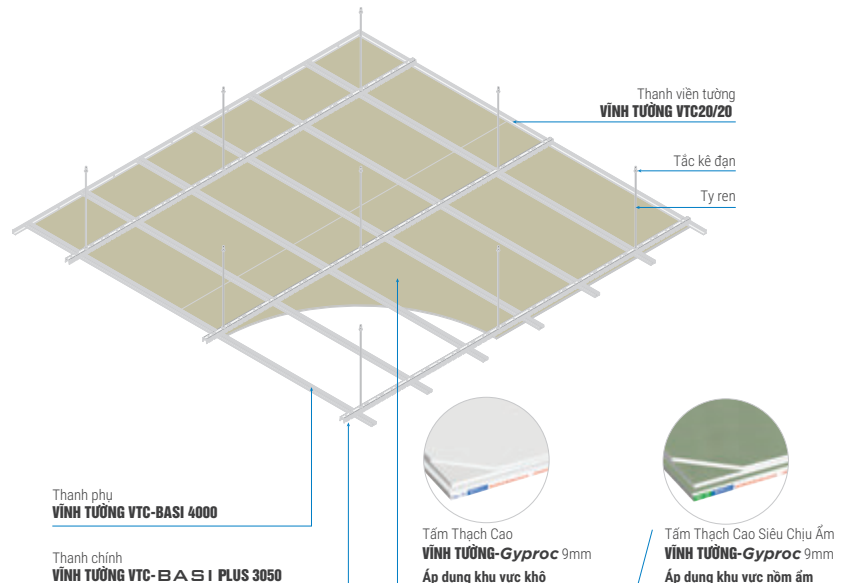 Thanh viền tường
VĨNH TƯỜNG VTC20/20
Tắc kê đạn
Ty ren
Thanh phụ
VĨNH TƯỜNG VTC-BASI 4000
Thanh chính
VĨNH TƯỜNG VTC-BASI PLUS 3050
Tấm Thạch Cao
VĨNH TƯỜNG-Gyproc 9mm
Áp dụng khu vực khô
Tấm Thạch Cao Siêu Chịu Ẩm
VĨNH TƯỜNG-Gyproc 9mm
Áp dụng khu vực nồm ẩm